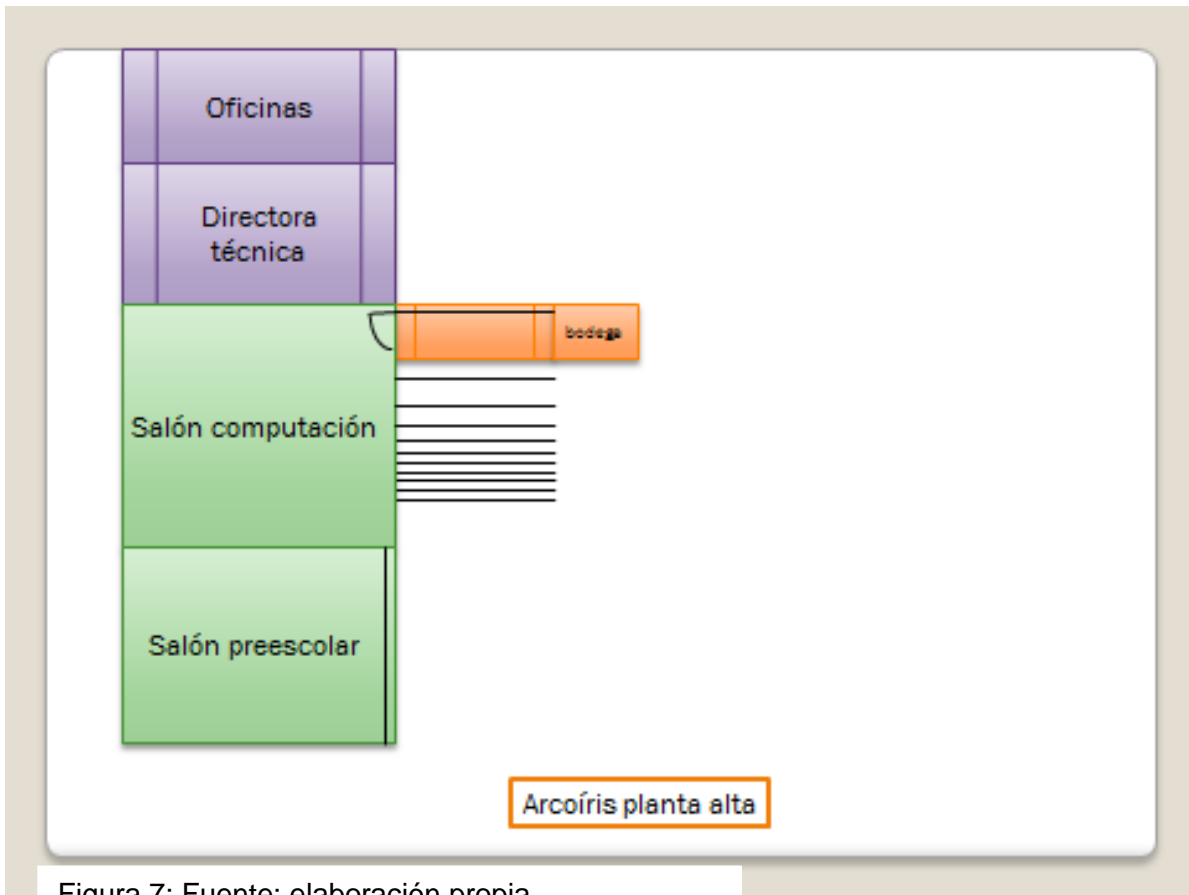 Oficinas
Directora
técnica
bodega
Salón computación
Salón preescolar
Arcoíris planta alta
Figura 7: Fuente: elaboración propia